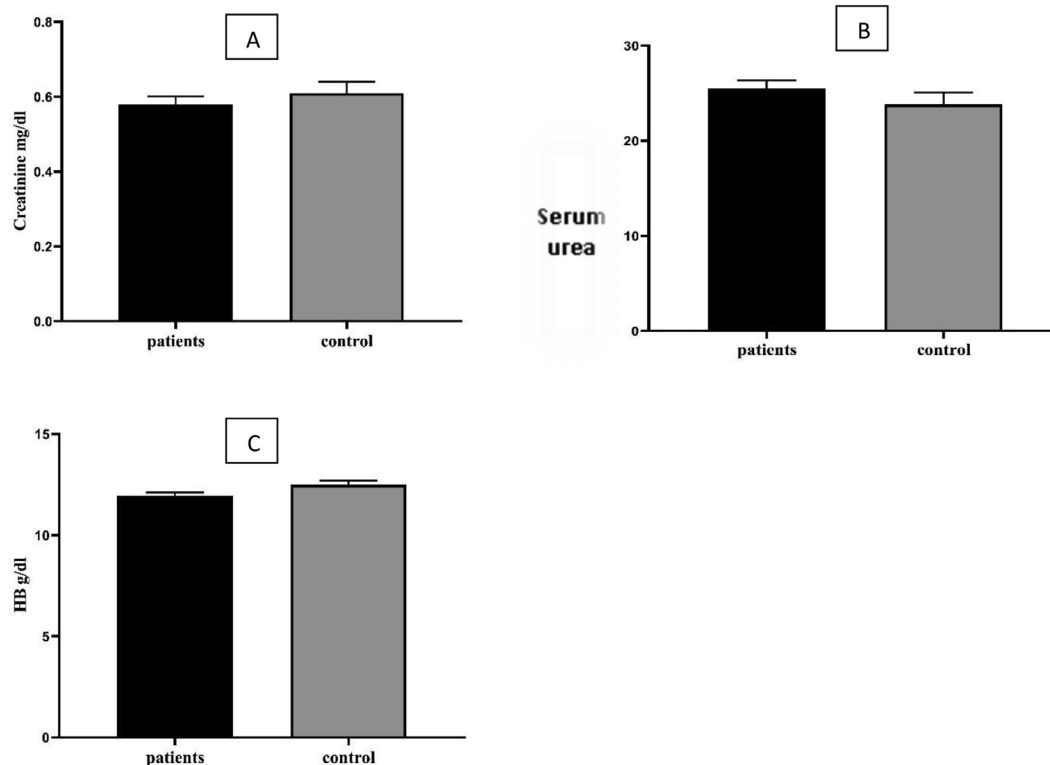 A
Creatinine mg/dl
0.8
0.6
0.4
0.2
0.0
patients control
B
Serum
urea
30
20
10
0
patients control
C
HB g/dl
15
10
5
0
patients control